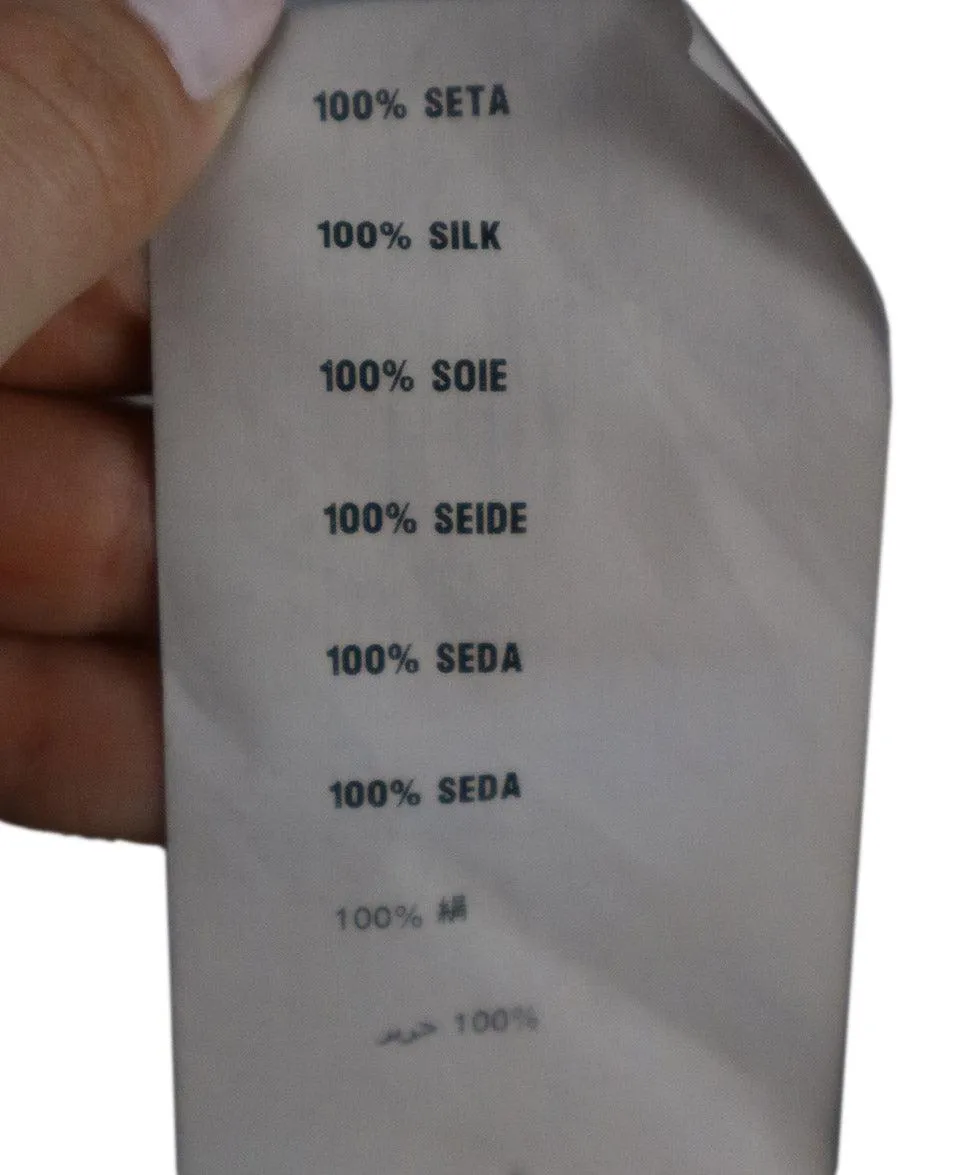 100% SETA
100% SILK
100% SOIE
100% SEIDE
100% SEDA
100% SEDA
100% 絹
100% حرير